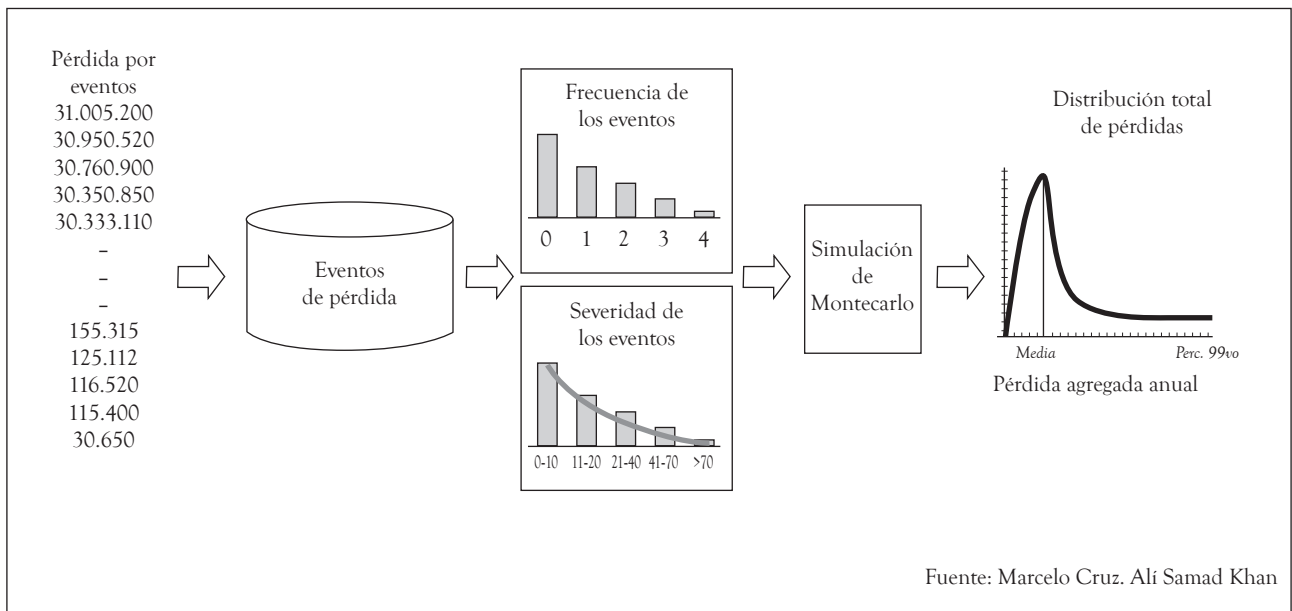 Pérdida por
eventos
31.005.200
30.950.520
30.760.900
30.350.850
30.333.110
–
–
–
155.315
125.112
116.520
115.400
30.650
Eventos
de pérdida
Frecuencia de
los eventos
0 1 2 3 4
Severidad de
los eventos
0-10 11-20 21-40 41-70 >70
Simulación
de
Montecarlo
Distribución total
de pérdidas
Media Perc. 99vo
Pérdida agregada anual
Fuente: Marcelo Cruz. Alí Samad Khan